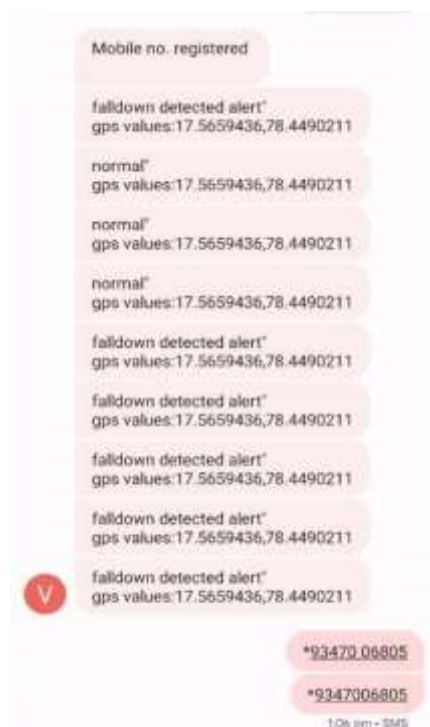 Mobile no. registered
falldown detected alert"
gps values:17.5659436,78.4490211
normal"
gps values:17.5659436,78.4490211
normal"
gps values:17.5659436,78.4490211
normal"
gps values:17.5659436,78.4490211
falldown detected alert"
gps values:17.5659436,78.4490211
falldown detected alert"
gps values:17.5659436,78.4490211
falldown detected alert"
gps values:17.5659436,78.4490211
falldown detected alert"
gps values:17.5659436,78.4490211
falldown detected alert"
gps values:17.5659436,78.4490211
V
*93470 06805
*9347006805
1:06 pm • SMS